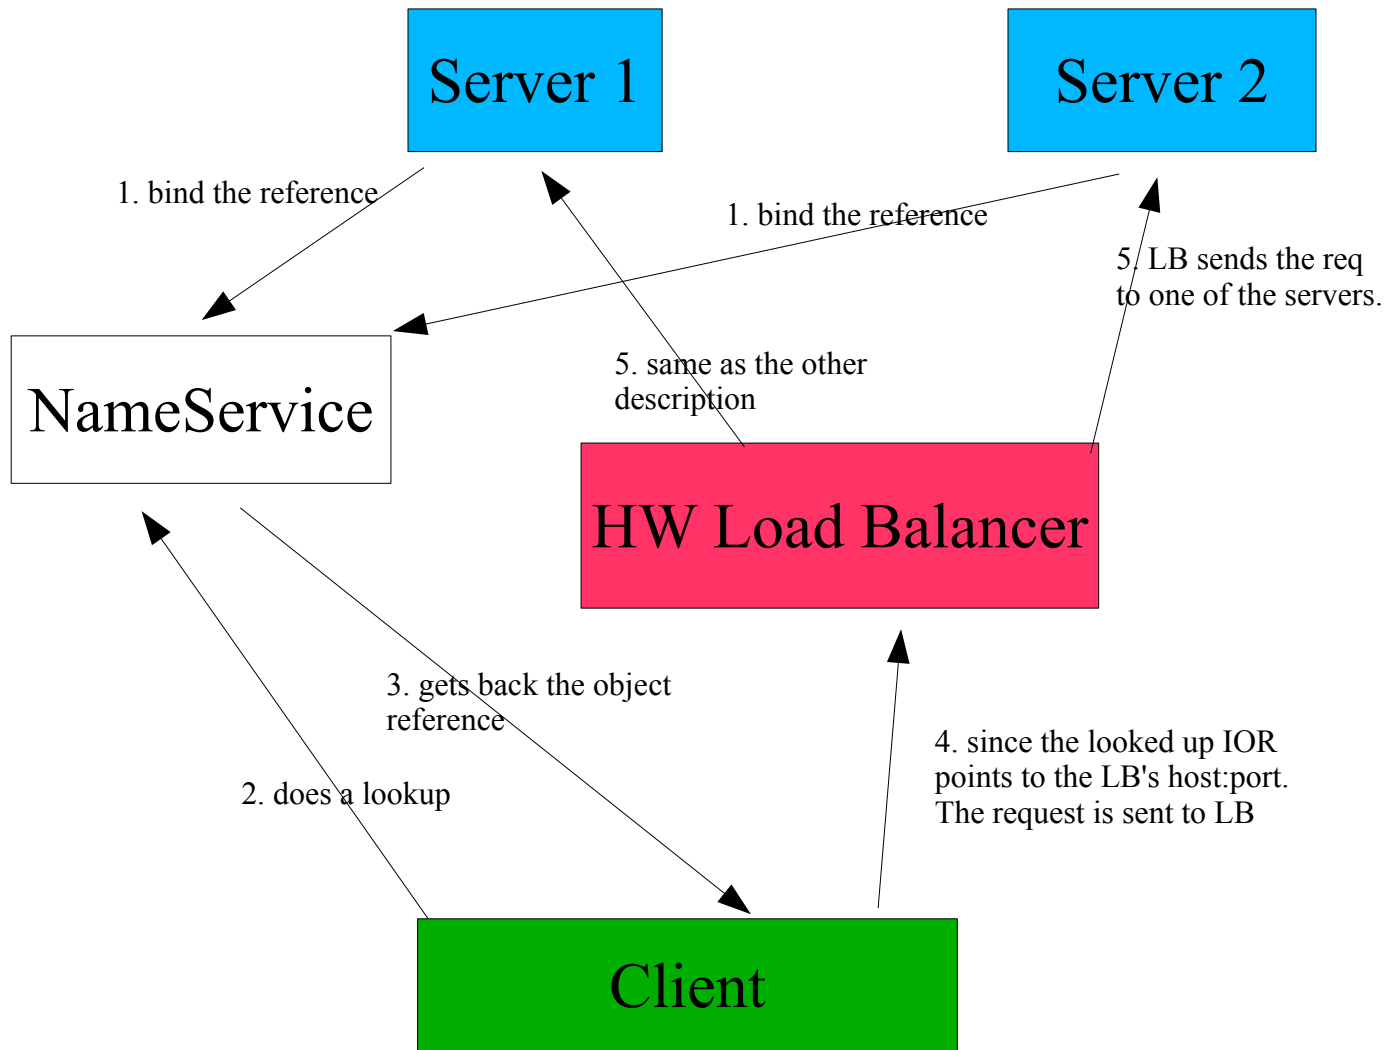 Server 1
Server 2
1. bind the reference
1. bind the reference
5. LB sends the req
to one of the servers.
5. same as the other
description
NameService
HW Load Balancer
3. gets back the object
reference
2. does a lookup
4. since the looked up IOR
points to the LB's host:port.
The request is sent to LB
Client